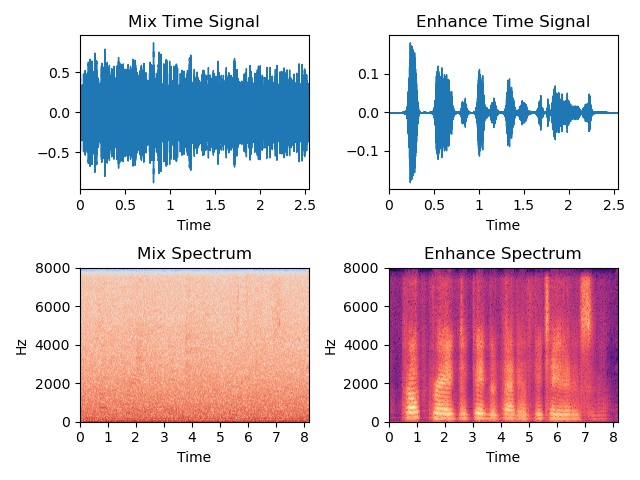 Mix Time Signal
0.5
0.0
−0.5
0 0.5 1 1.5 2 2.5
Time
Enhance Time Signal
0.1
0.0
−0.1
0 0.5 1 1.5 2 2.5
Time
Mix Spectrum
8000
6000
4000
2000
0
Hz
0 1 2 3 4 5 6 7 8
Time
Enhance Spectrum
8000
6000
4000
2000
0
Hz
0 1 2 3 4 5 6 7 8
Time